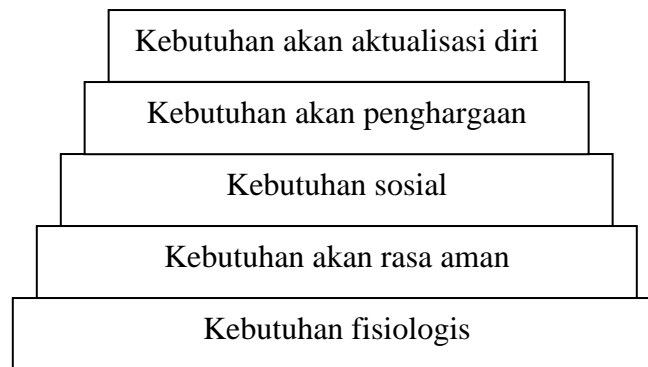 Kebutuhan akan aktualisasi diri
Kebutuhan akan penghargaan
Kebutuhan sosial
Kebutuhan akan rasa aman
Kebutuhan fisiologis